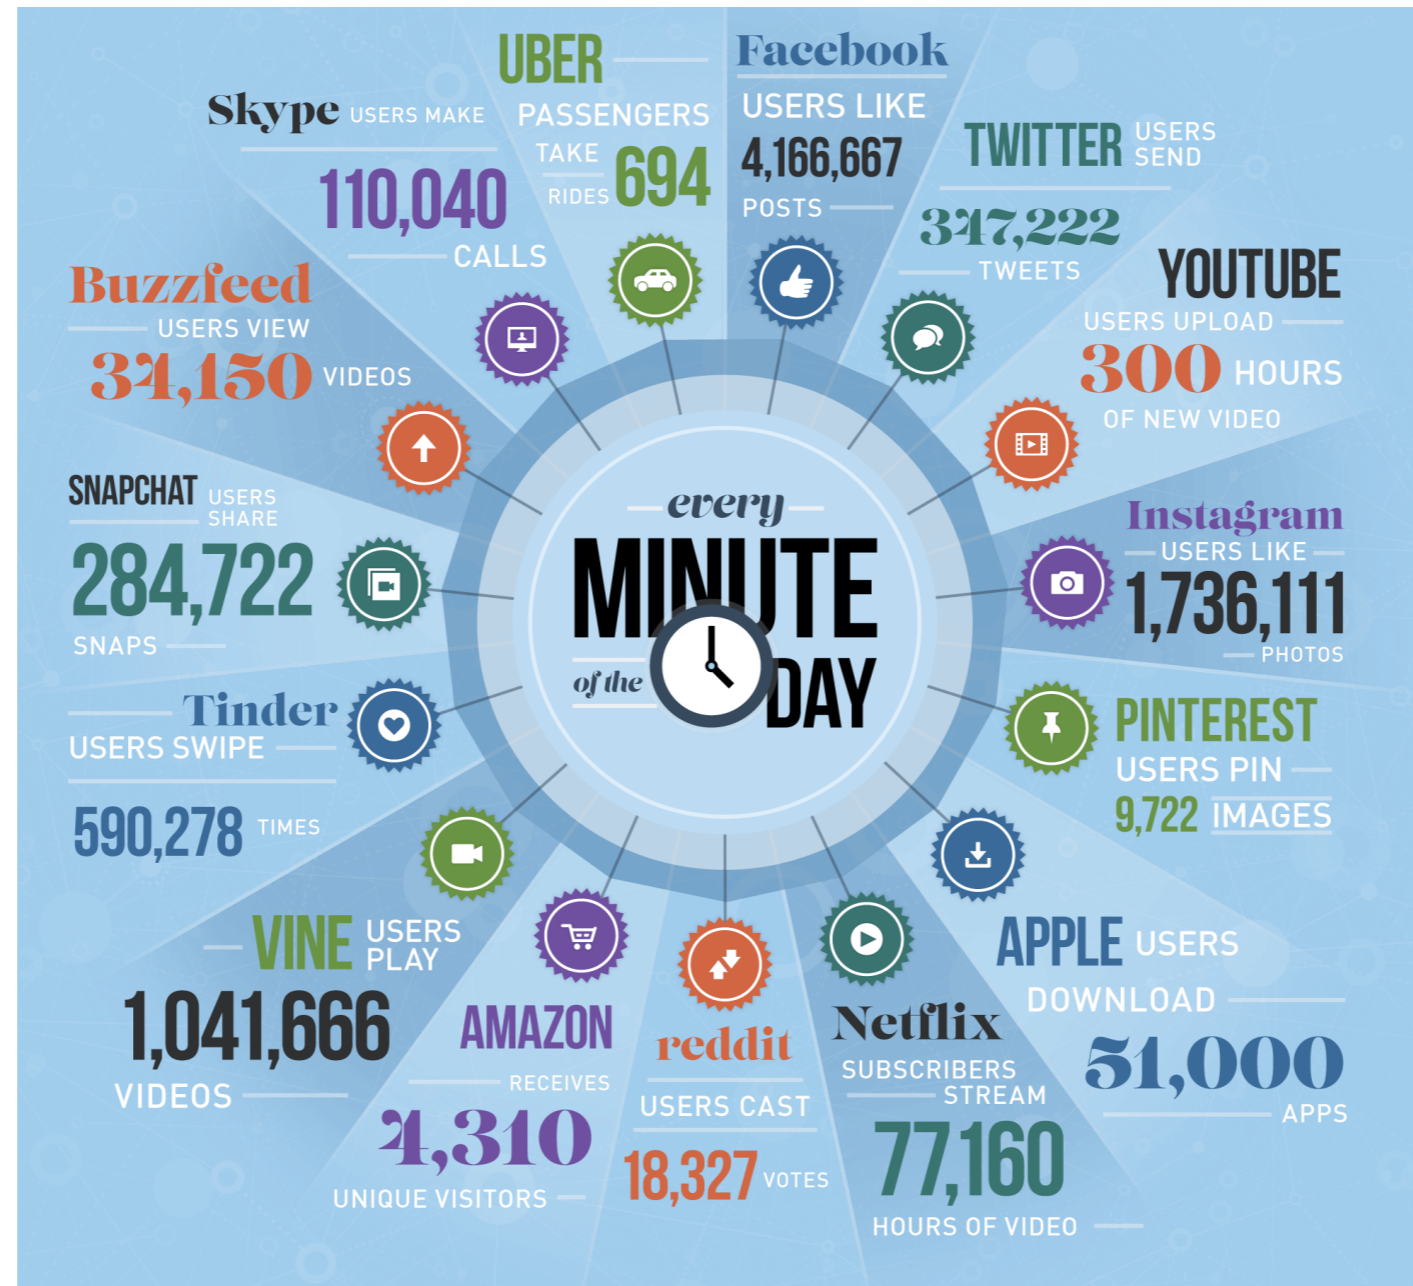 every
MINUTE
of the
DAY
Facebook
USERS LIKE
4,166,667
POSTS
TWITTER USERS
SEND
347,222
TWEETS
YOUTUBE
USERS UPLOAD
300 HOURS
OF NEW VIDEO
Instagram
USERS LIKE
1,736,111
PHOTOS
PINTEREST
USERS PIN
9,722 IMAGES
APPLE USERS
DOWNLOAD
51,000
APPS
Netflix
SUBSCRIBERS
STREAM
77,160
HOURS OF VIDEO
reddit
USERS CAST
18,327 VOTES
AMAZON
RECEIVES
4,310
UNIQUE VISITORS
VINE USERS
PLAY
1,041,666
VIDEOS
Tinder
USERS SWIPE
590,278 TIMES
SNAPCHAT USERS
SHARE
284,722
SNAPS
Buzzfeed
USERS VIEW
34,150 VIDEOS
Skype USERS MAKE
110,040
CALLS
UBER
PASSENGERS
TAKE
RIDES 694